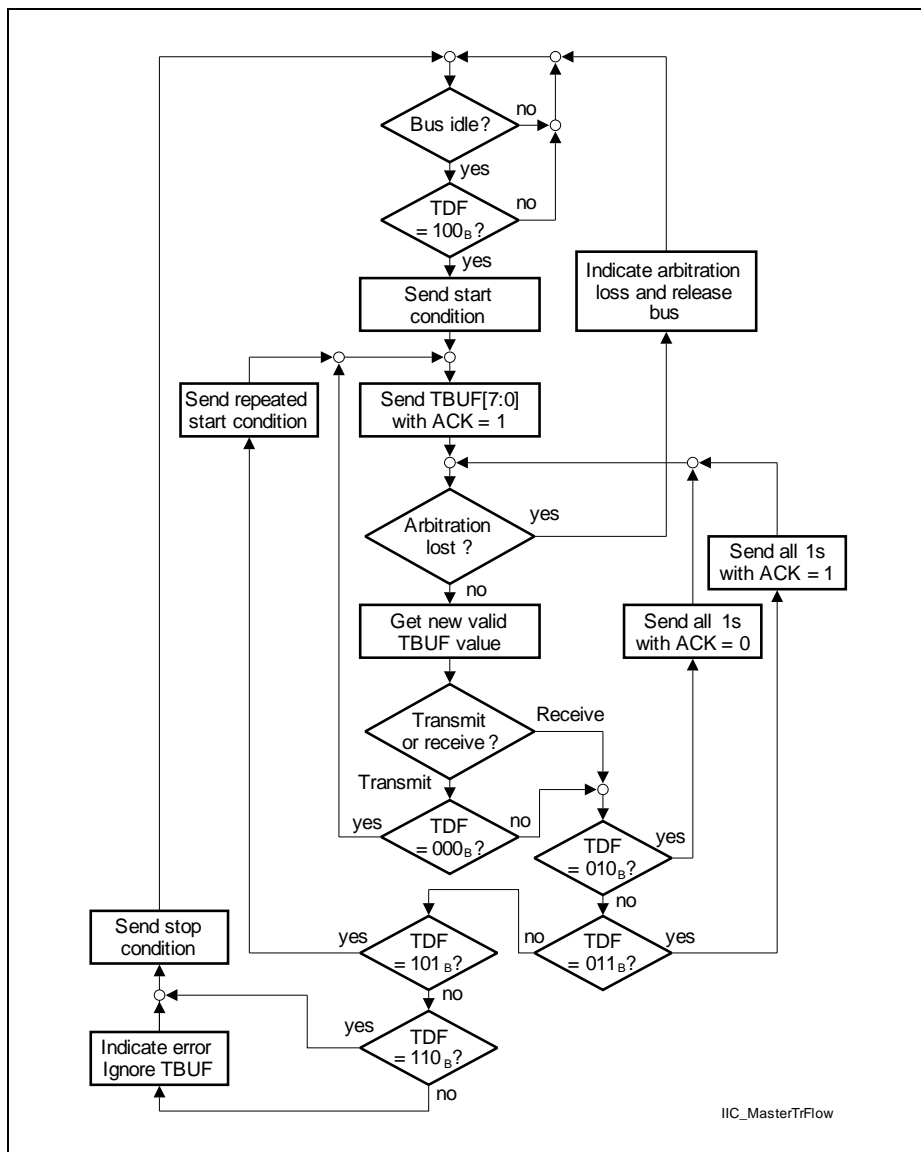 Bus idle?
no
yes
TDF
= 100B?
no
yes
Send start
condition
Indicate arbitration
loss and release
bus
Send repeated
start condition
Send TBUF[7:0]
with ACK = 1
Arbitration
lost ?
yes
no
Send all 1s
with ACK = 1
Get new valid
TBUF value
Send all 1s
with ACK = 0
Transmit
or receive ?
Receive
Transmit
TDF
= 000B?
yes
no
TDF
= 010B?
yes
no
Send stop
condition
TDF
= 101B?
yes
no
TDF
= 011B?
no
yes
Indicate error
Ignore TBUF
TDF
= 110B?
yes
no
IIC_MasterTrFlow